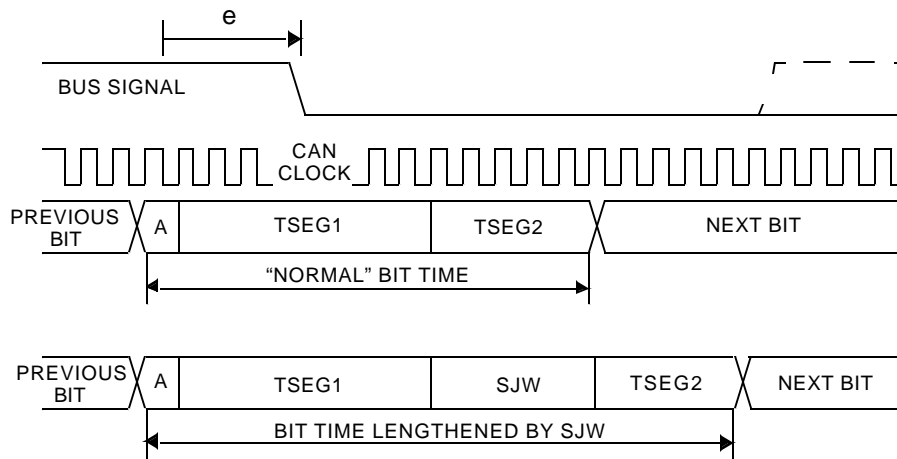 e
BUS SIGNAL
CAN
CLOCK
PREVIOUS
BIT
A
TSEG1
TSEG2
NEXT BIT
“NORMAL” BIT TIME
PREVIOUS
BIT
A
TSEG1
SJW
TSEG2
NEXT BIT
BIT TIME LENGTHENED BY SJW